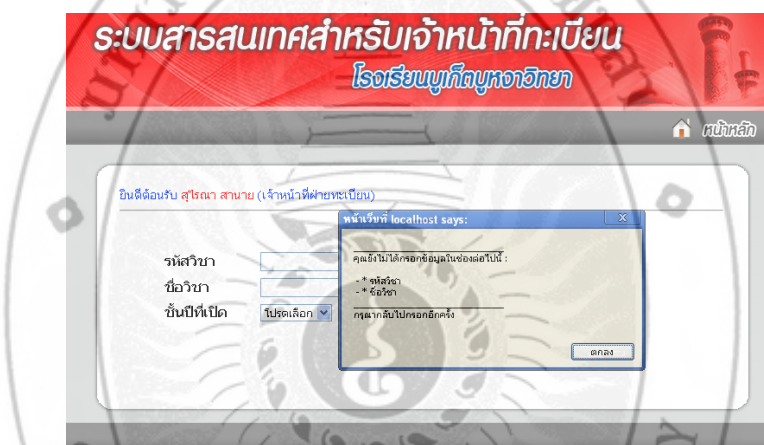 ระบบสารสนเทศสำหรับเจ้าหน้าที่ทะเบียน
โรงเรียนบูเก็ตบูหงาวิทยา
หน้าหลัก
ยินดีต้อนรับ สุไรณา สานาย (เจ้าหน้าที่ฝ่ายทะเบียน)
หน้าเว็บที่ localhost says:
X
คุณยังไม่ได้กรอกข้อมูลในช่องต่อไปนี้ :
- * รหัสวิชา
- * ชื่อวิชา
กรุณากลับไปกรอกอีกครั้ง
ตกลง
รหัสวิชา
ชื่อวิชา
ชั้นปีที่เปิด
โปรดเลือก